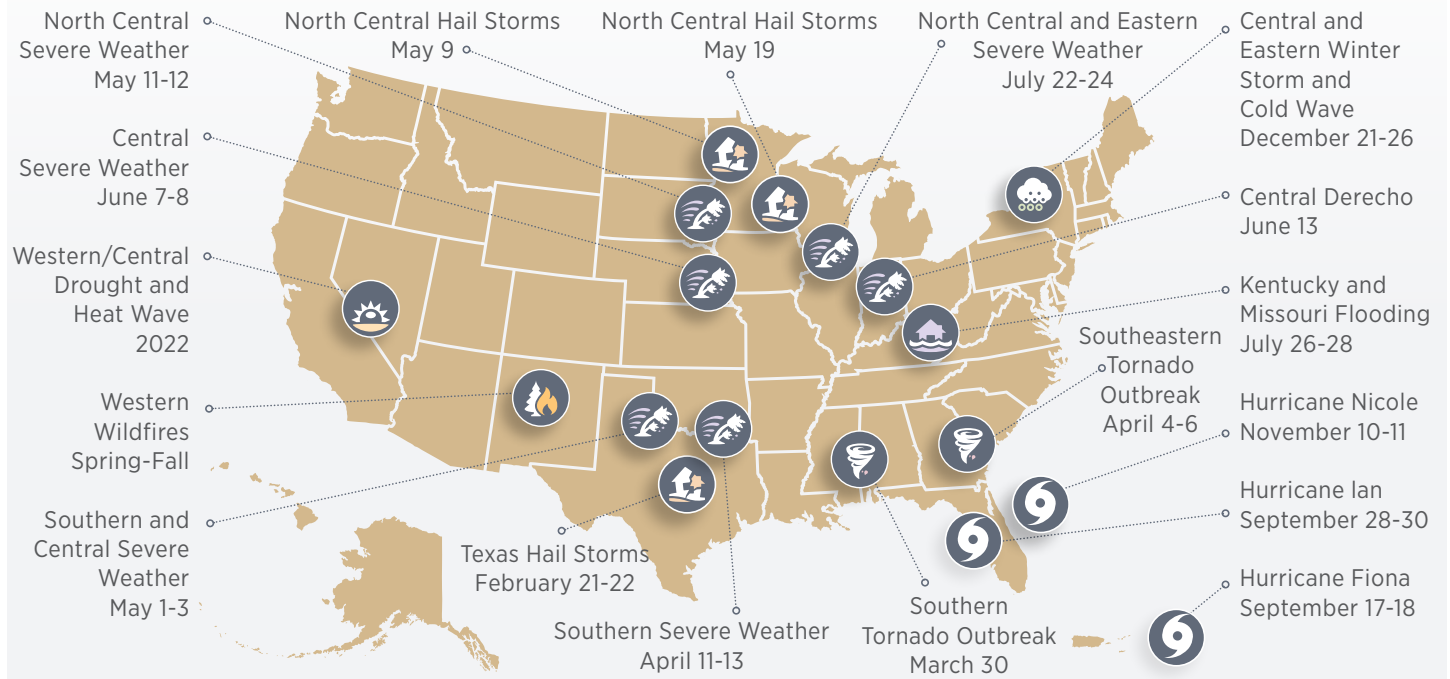 North Central
Severe Weather
May 11-12
North Central Hail Storms
May 9
North Central Hail Storms
May 19
North Central and Eastern
Severe Weather
July 22-24
Central and
Eastern Winter
Storm and
Cold Wave
December 21-26
Central
Severe Weather
June 7-8
Central Derecho
June 13
Western/Central
Drought and
Heat Wave
2022
Kentucky and
Missouri Flooding
July 26-28
Southeastern
Tornado
Outbreak
April 4-6
Western
Wildfires
Spring-Fall
Hurricane Nicole
November 10-11
Southern and
Central Severe
Weather
May 1-3
Hurricane Ian
September 28-30
Texas Hail Storms
February 21-22
Southern Severe Weather
April 11-13
Southern
Tornado Outbreak
March 30
Hurricane Fiona
September 17-18